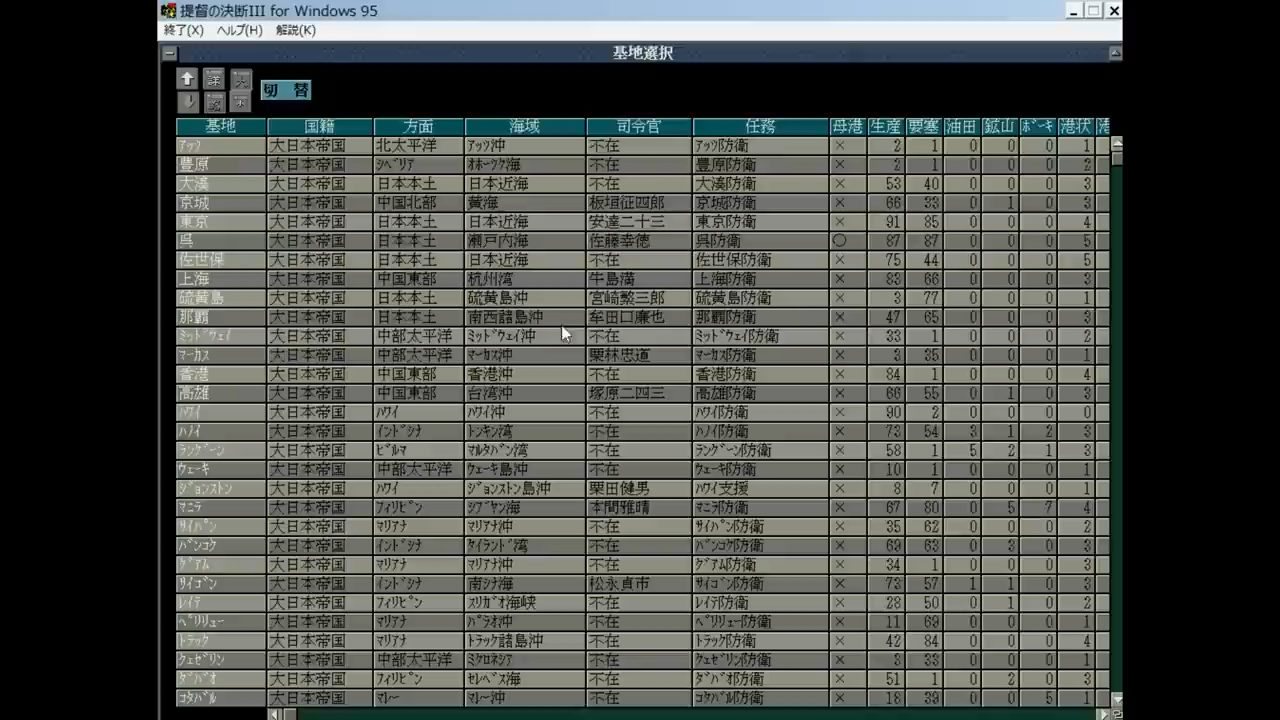 提督の決断III for Windows 95
終了(X) ヘルプ(H) 解説(K)
基地選択
切 替
基地 国籍 方面 海域 司令官 任務 母港 生産 要塞 油田 鉱山 ボーキ 港状
アッツ 大日本帝国 北太平洋 アッツ沖 不在 アッツ防衛 × 2 1 0 0 0 1
豊原 大日本帝国 シベリア オホーツク海 不在 豊原防衛 × 2 1 0 0 0 2
大湊 大日本帝国 日本本土 日本近海 不在 大湊防衛 × 53 40 0 0 0 3
京城 大日本帝国 中国北部 黄海 板垣征四郎 京城防衛 × 66 33 0 1 0 3
東京 大日本帝国 日本本土 日本近海 安達二十三 東京防衛 × 91 85 0 0 0 4
呉 大日本帝国 日本本土 瀬戸内海 佐藤幸徳 呉防衛 ○ 87 87 0 0 0 5
佐世保 大日本帝国 日本本土 日本近海 不在 佐世保防衛 × 75 44 0 0 0 5
上海 大日本帝国 中国東部 杭州湾 牛島満 上海防衛 × 83 66 0 0 0 3
硫黄島 大日本帝国 日本本土 硫黄島沖 宮崎繁三郎 硫黄島防衛 × 3 77 0 0 0 1
那覇 大日本帝国 日本本土 南西諸島沖 牟田口廉也 那覇防衛 × 47 65 0 0 0 3
ミッドウェイ 大日本帝国 中部太平洋 ミッドウェイ沖 不在 ミッドウェイ防衛 × 33 1 0 0 0 2
マーカス 大日本帝国 中部太平洋 マーカス沖 栗林忠道 マーカス防衛 × 3 35 0 0 0 1
香港 大日本帝国 中国東部 香港沖 不在 香港防衛 × 84 1 0 0 0 4
高雄 大日本帝国 中国東部 台湾沖 塚原二四三 高雄防衛 × 66 55 0 1 0 3
ハワイ 大日本帝国 ハワイ ハワイ沖 不在 ハワイ防衛 × 90 2 0 0 0 0
ハノイ 大日本帝国 インドシナ トンキン湾 不在 ハノイ防衛 × 73 54 3 1 2 3
ラングーン 大日本帝国 ビルマ マルタバン湾 不在 ラングーン防衛 × 58 1 5 2 1 3
ウェーキ 大日本帝国 中部太平洋 ウェーキ島沖 不在 ウェーキ防衛 × 10 1 0 0 0 1
ジョンストン 大日本帝国 ハワイ ジョンストン島沖 栗田健男 ハワイ支援 × 8 7 0 0 0 1
マニラ 大日本帝国 フィリピン シブヤン海 本間雅晴 マニラ防衛 × 67 80 0 5 7 4
サイパン 大日本帝国 マリアナ マリアナ沖 不在 サイパン防衛 × 35 62 0 0 0 2
バンコク 大日本帝国 インドシナ タイランド湾 不在 バンコク防衛 × 69 63 0 3 0 3
グアム 大日本帝国 マリアナ マリアナ沖 不在 グアム防衛 × 34 1 0 0 0 3
サイゴン 大日本帝国 インドシナ 南シナ海 松永貞市 サイゴン防衛 × 73 57 1 1 0 3
レイテ 大日本帝国 フィリピン スリガオ海峡 不在 レイテ防衛 × 28 50 0 1 0 2
ペリリュー 大日本帝国 マリアナ パラオ沖 不在 ペリリュー防衛 × 11 69 0 0 0 1
トラック 大日本帝国 マリアナ トラック諸島沖 不在 トラック防衛 × 42 84 0 0 0 4
クェゼリン 大日本帝国 中部太平洋 ミクロネシア 不在 クェゼリン防衛 × 3 33 0 0 0 1
ダバオ 大日本帝国 フィリピン セレベス海 不在 ダバオ防衛 × 51 1 0 2 0 3
コタバル 大日本帝国 マレー マレー沖 不在 コタバル防衛 × 18 39 0 0 5 1